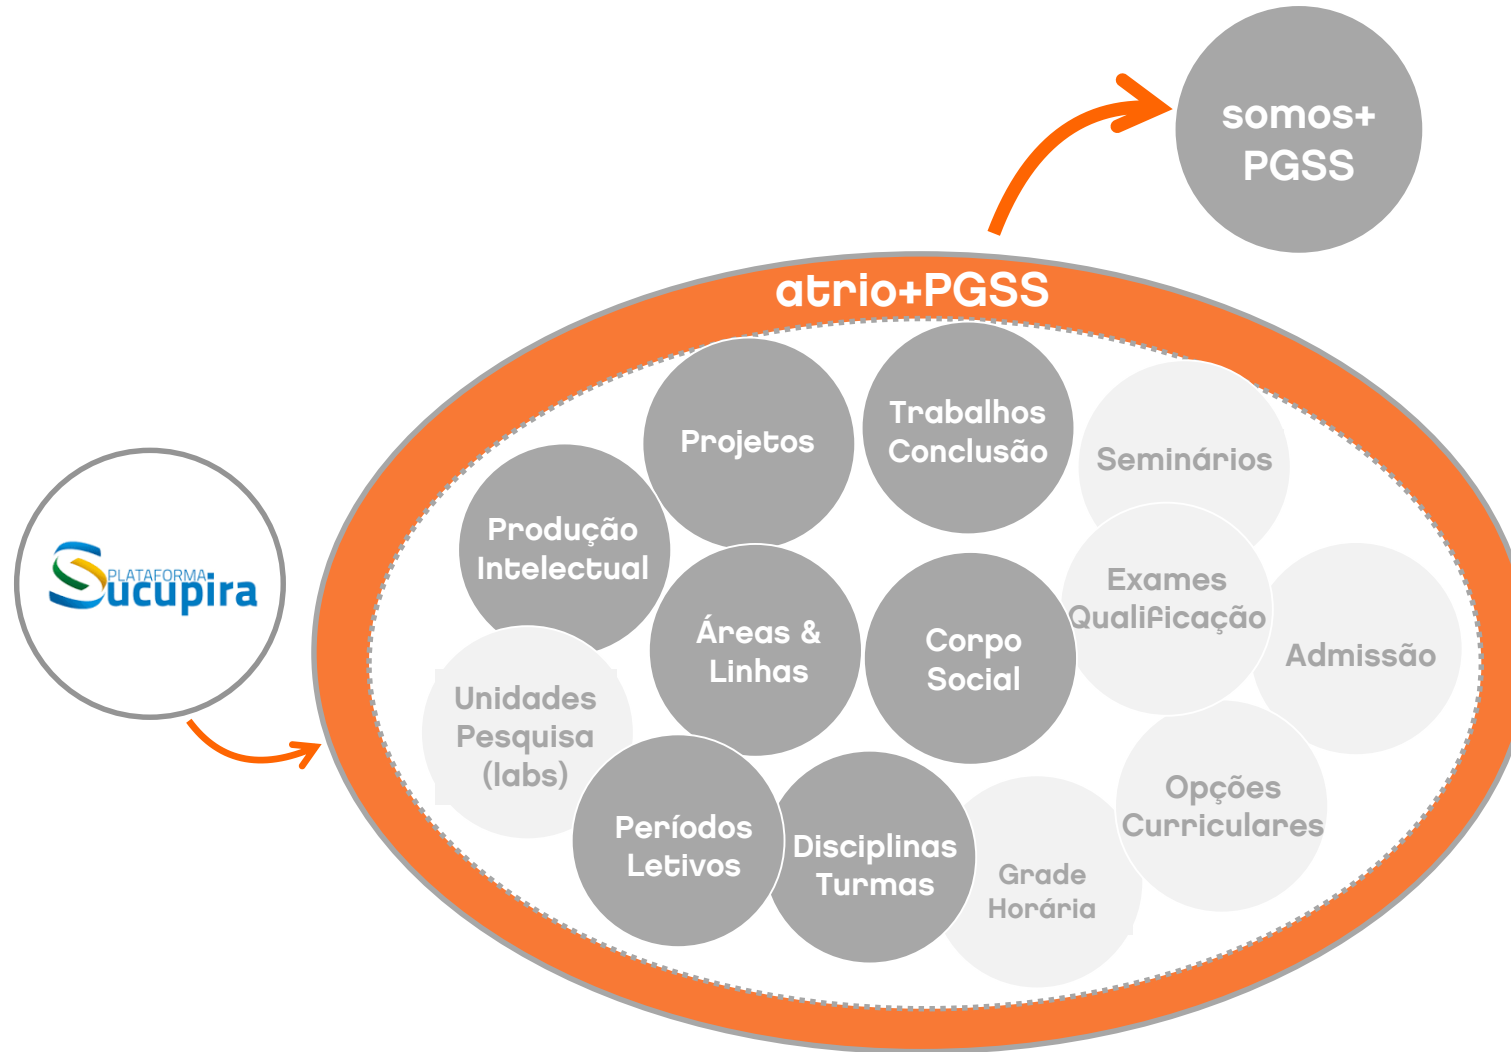 somos+
PGSS
atrio+PGSS
Trabalhos
Conclusão
Projetos
Seminários
Produção
Intelectual
PLATAFORMA
Sucupira
Áreas &
Linhas
Corpo
Social
Exames
Qualificação
Admissão
Unidades
Pesquisa
(labs)
Períodos
Letivos
Disciplinas
Turmas
Grade
Horária
Opções
Curriculares